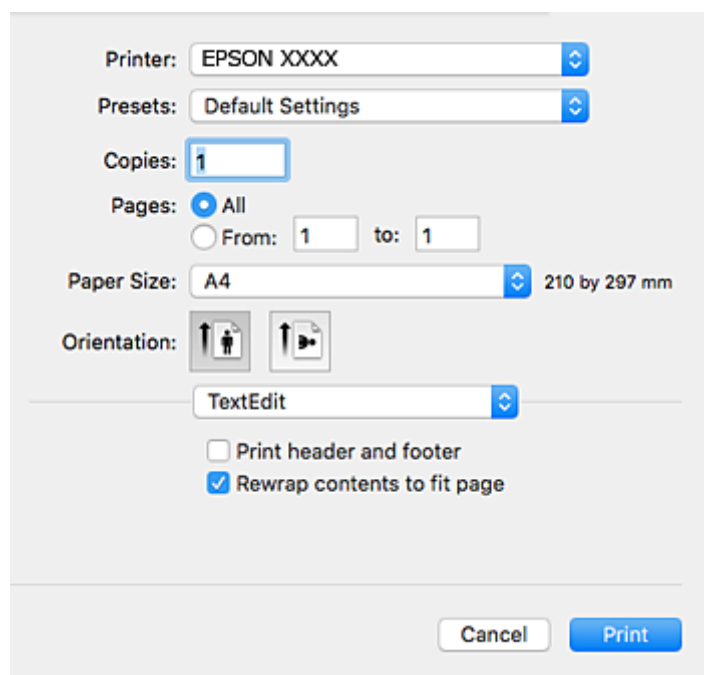 Printer: EPSON XXXX
Presets: Default Settings
Copies: 1
Pages: All
From: 1 to: 1
Paper Size: A4 210 by 297 mm
Orientation:
TextEdit
Print header and footer
Rewrap contents to fit page
Cancel Print